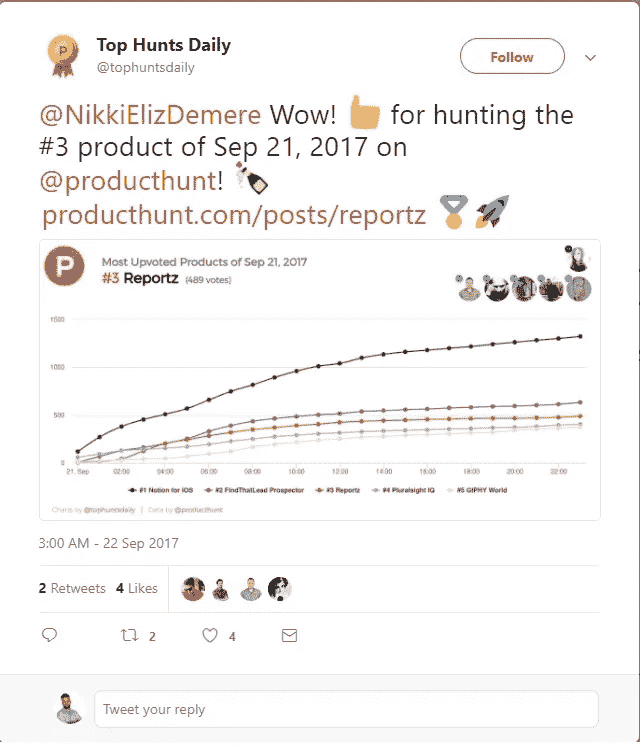 Top Hunts Daily
@tophuntsdaily
Follow
@NikkiElizDemere Wow! 👍 for hunting the
#3 product of Sep 21, 2017 on
@producthunt! 🍾
producthunt.com/posts/reportz 🏅🚀
P
Most Upvoted Products of Sep 21, 2017
#3 Reportz (489 votes)
1500
1000
500
0
21. Sep 02:00 04:00 06:00 08:00 10:00 12:00 14:00 16:00 18:00 20:00 22:00
#1 Notion for iOS #2 FindThatLead Prospector #3 Reportz #4 Pluralsight IQ #5 GIPHY World
Charts by @tophuntsdaily | Data by @producthunt
3:00 AM - 22 Sep 2017
2 Retweets 4 Likes
2 4
Tweet your reply